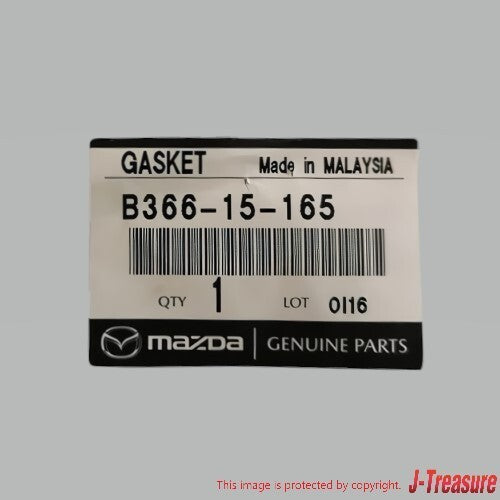 GASKET Made in MALAYSIA
B366-15-165
QTY 1 LOT 0I16
mazda GENUINE PARTS
This image is protected by copyright. J-Treasure